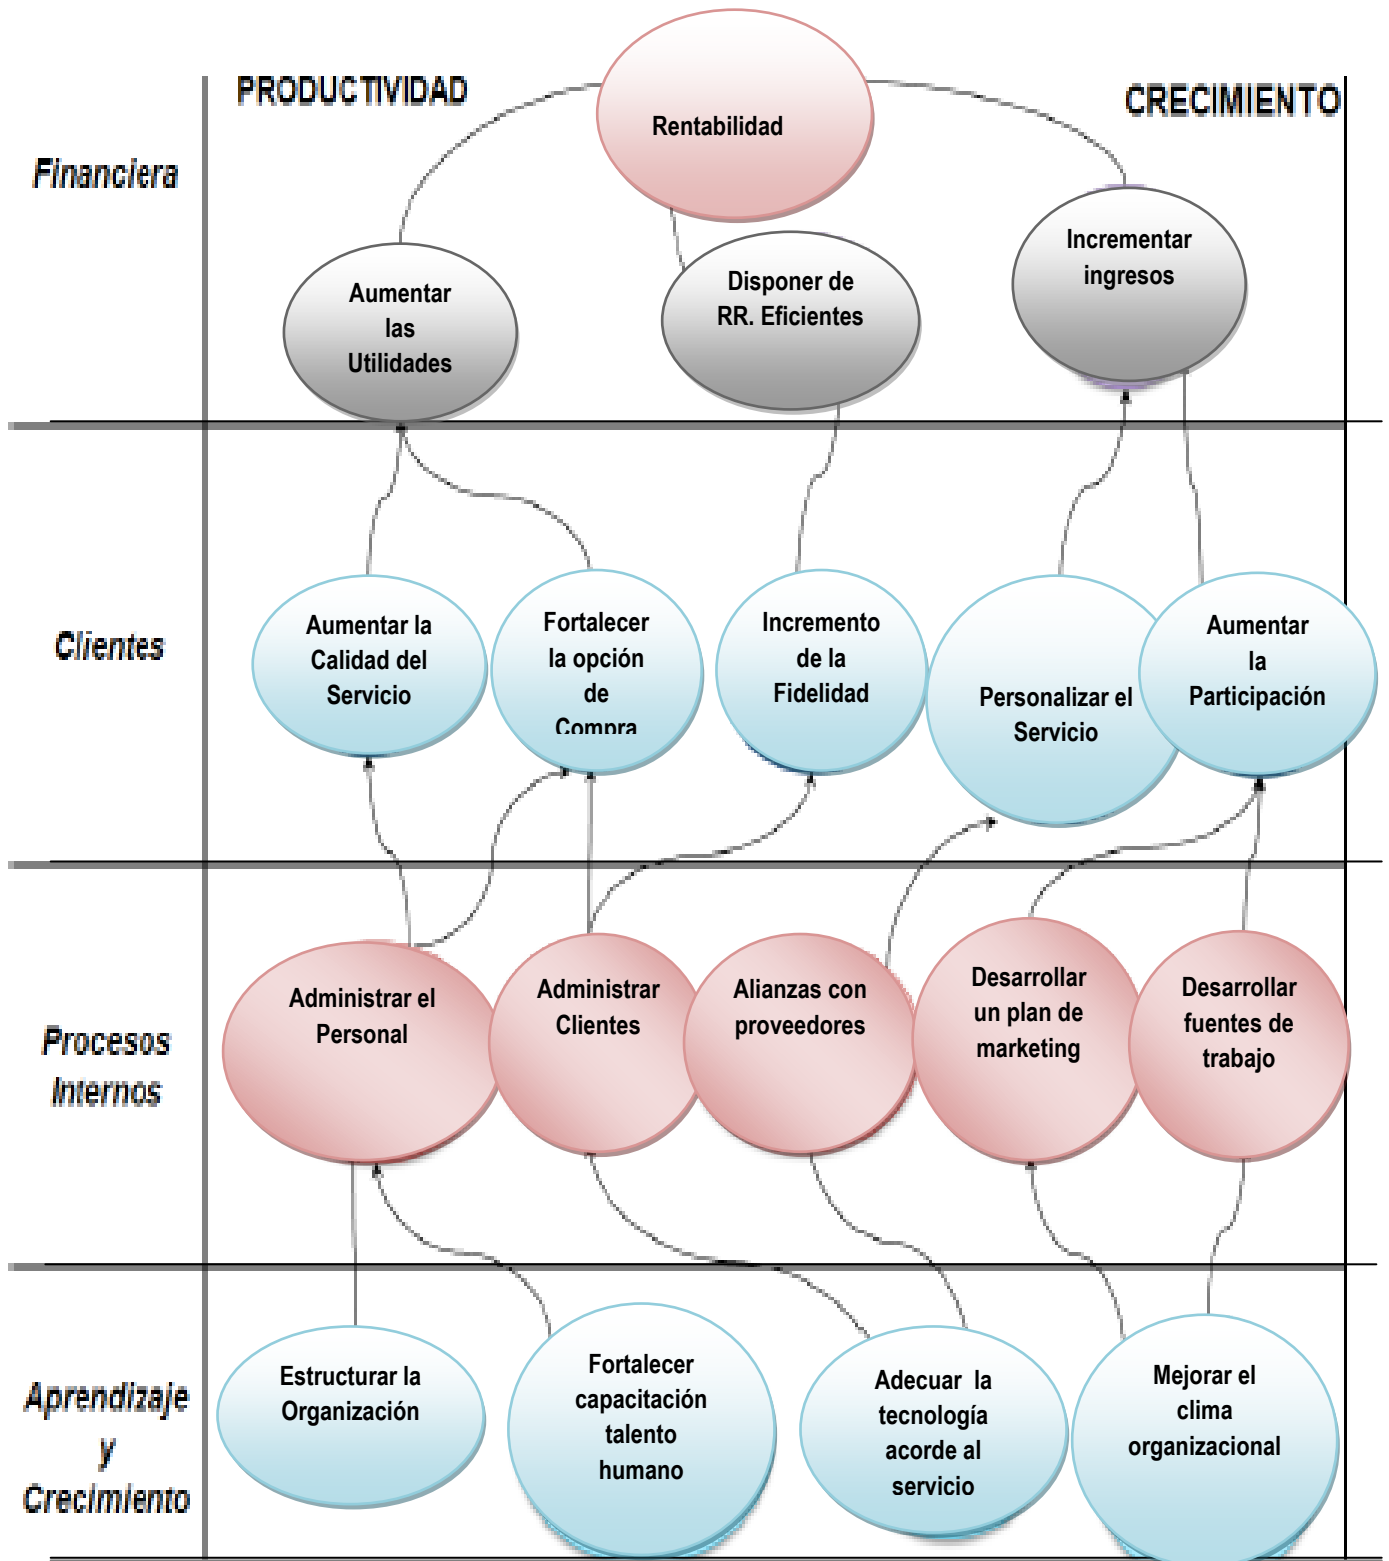 PRODUCTIVIDAD
CRECIMIENTO
Financiera
Rentabilidad
Aumentar
las
Utilidades
Disponer de
RR. Eficientes
Incrementar
ingresos
Clientes
Aumentar la
Calidad del
Servicio
Fortalecer
la opción
de
Compra
Incremento
de la
Fidelidad
Personalizar el
Servicio
Aumentar
la
Participación
Procesos
Internos
Administrar el
Personal
Administrar
Clientes
Alianzas con
proveedores
Desarrollar
un plan de
marketing
Desarrollar
fuentes de
trabajo
Aprendizaje
y
Crecimiento
Estructurar la
Organización
Fortalecer
capacitación
talento
humano
Adecuar la
tecnología
acorde al
servicio
Mejorar el
clima
organizacional